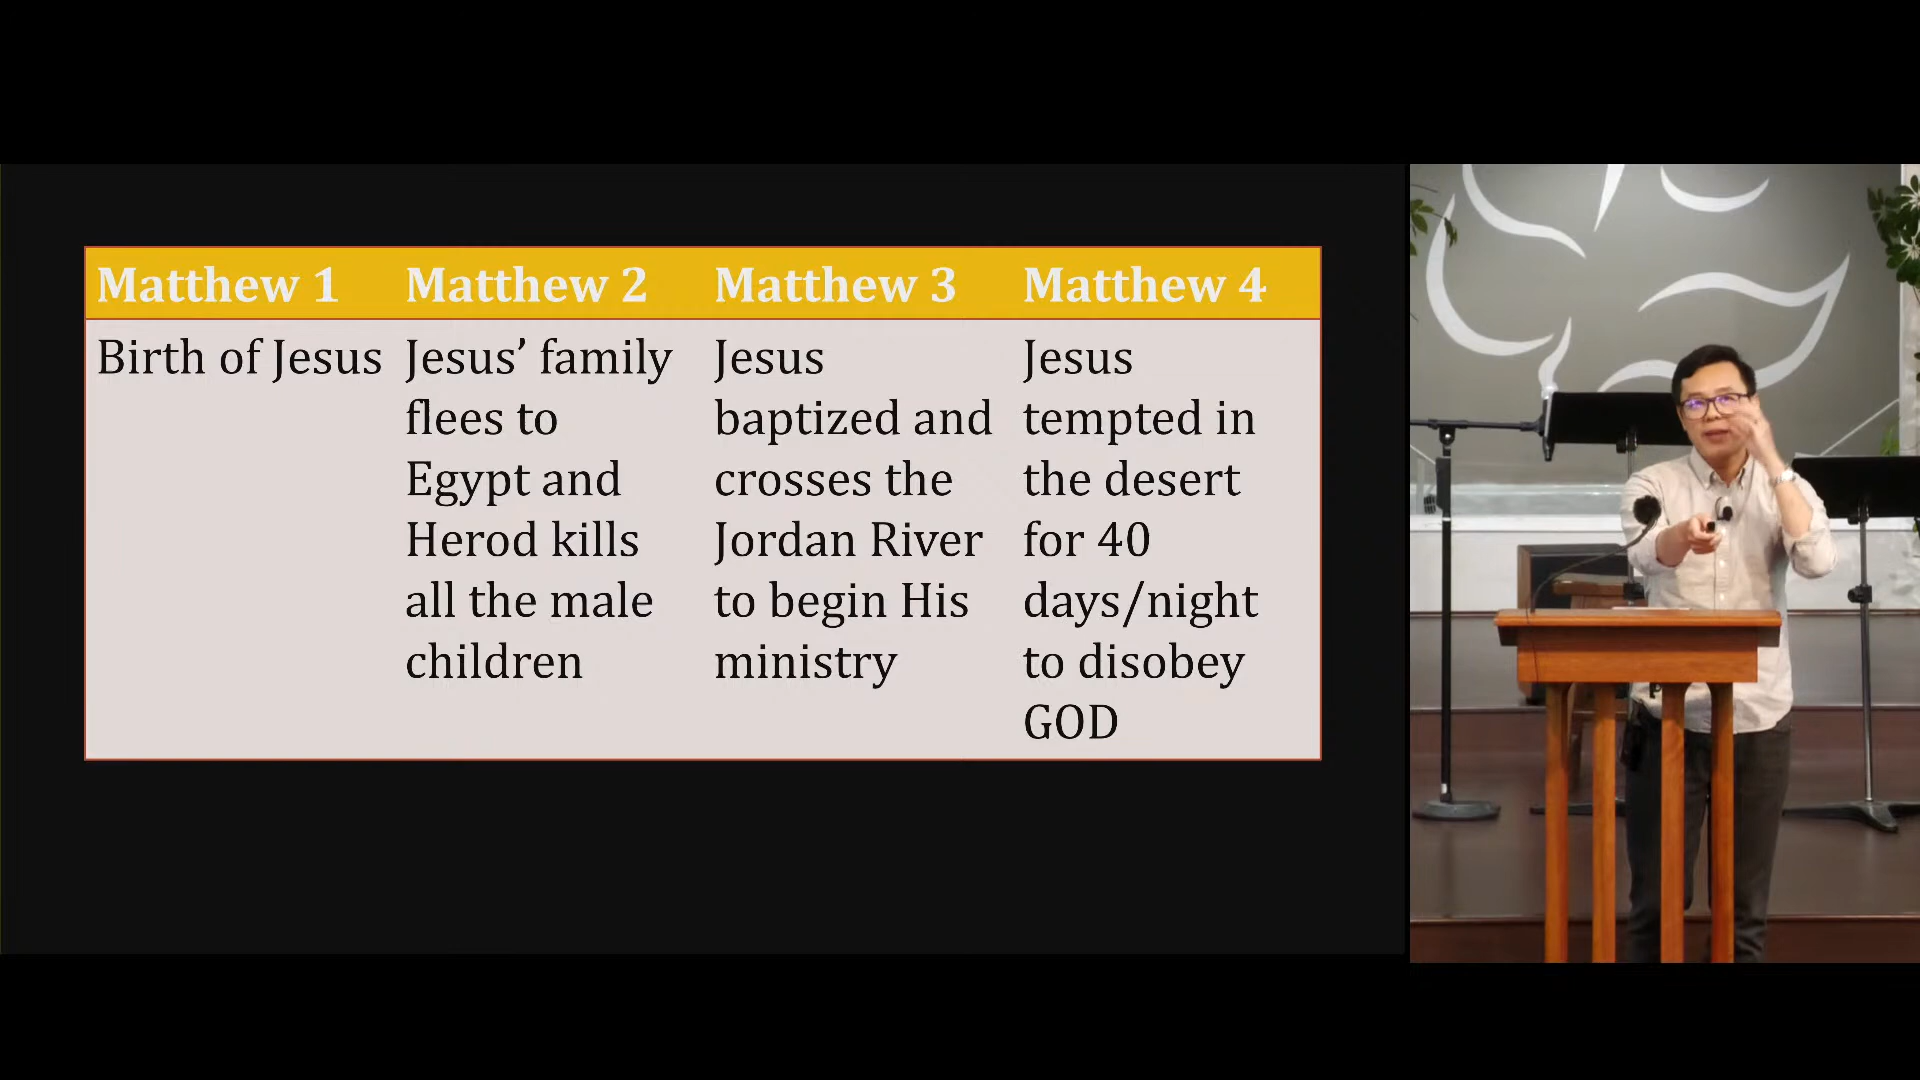 Matthew 1
Matthew 2
Matthew 3
Matthew 4
Birth of Jesus
Jesus’ family
flees to
Egypt and
Herod kills
all the male
children
Jesus
baptized and
crosses the
Jordan River
to begin His
ministry
Jesus
tempted in
the desert
for 40
days/night
to disobey
GOD